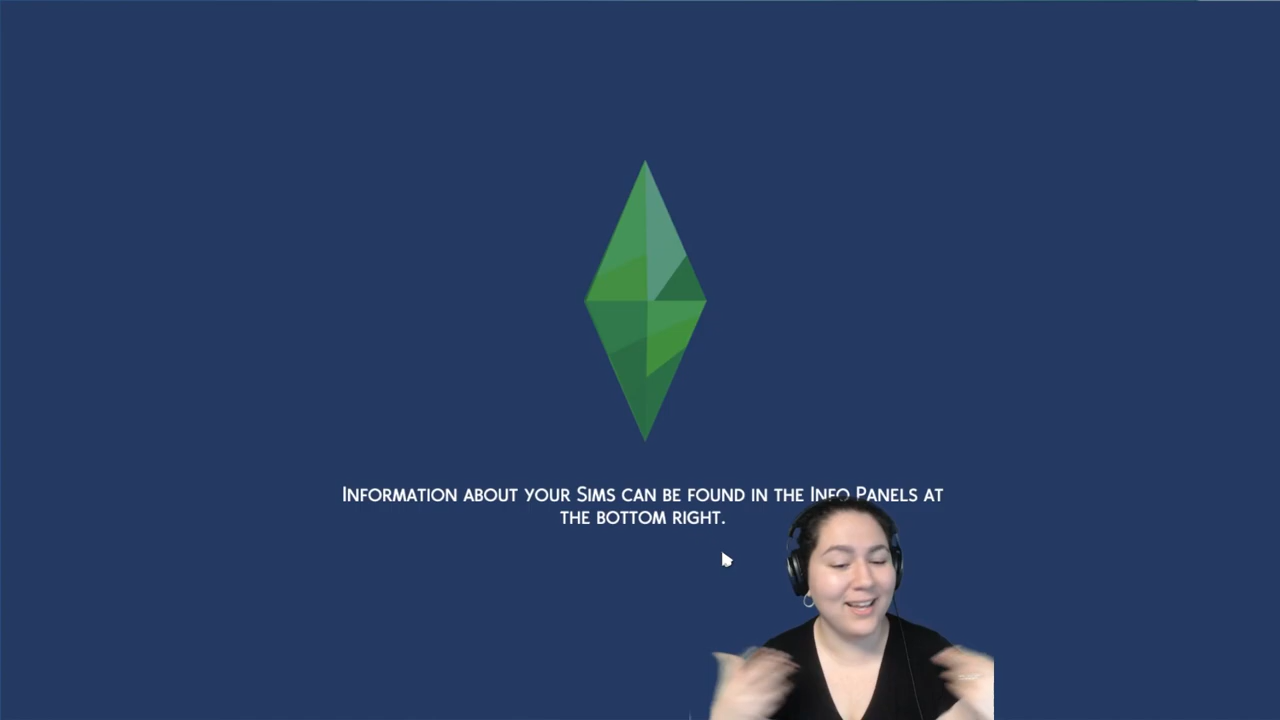 Information about your Sims can be found in the Info Panels at
the bottom right.